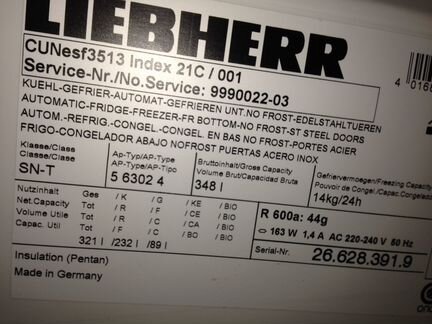 LIEBHERR
CUNesf3513 Index 21C / 001
Service-Nr./No.Service: 9990022-03
KUEHL-GEFRIER-AUTOMAT-GEFRIEREN UNT.NO FROST-EDELSTAHLTUEREN
AUTOMATIC-FRIDGE-FREEZER-FR BOTTOM-NO FROST-ST STEEL DOORS
AUTOM.-REFRIG.-CONGEL.-CONGEL. EN BAS NO FROST-PORTES ACIER
FRIGO-CONGELADOR ABAJO NOFROST PUERTAS ACERO INOX
Klasse/Class Ap-Typ/AP-Type Bruttoinhalt/Gross Capacity Gefriervermoegen/Freezing Capacity
Classe/Clase AP-Type/AP-Tipo Volume Brut/Capacidad Bruta Pouvoir de Congel./Cap.Congelado
SN-T 5 6302 4 348 l 14kg/24h
Nutzinhalt Ges / K / G / KE / BIO
Net.Capacity Tot / R / F / CE / BIO
Volume Utile Tot / R / C / CA / BIO
Capac. Util Tot / F / C / BIO
321 l /232 l /89 l
R 600a: 44g
163 W 1,4 A AC 220-240 V 50 Hz
Serial-Nr. 26.628.391.9
Insulation (Pentan)
Made in Germany
4 0168